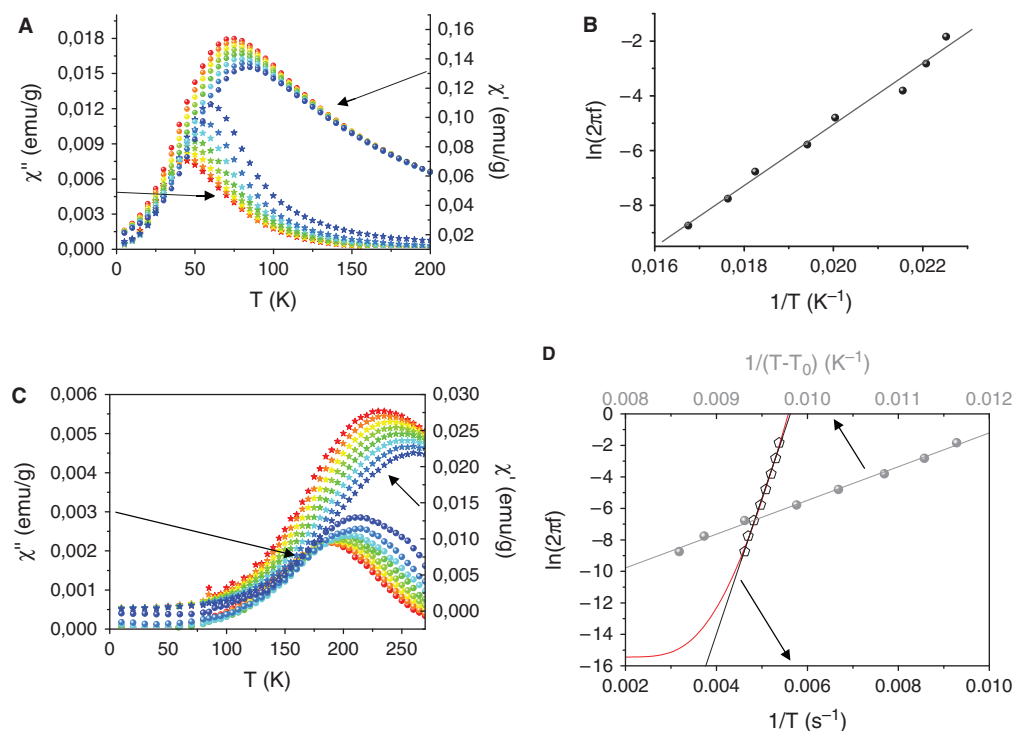 A
0,018
0,015
0,012
0,009
0,006
0,003
0,000
χ'' (emu/g)
0,16
0,14
0,12
0,10
0,08
0,06
0,04
0,02
χ' (emu/g)
0 50 100 150 200
T (K)
B
−2
−4
−6
−8
ln(2πf)
0,016 0,018 0,020 0,022
1/T (K⁻¹)
C
0,006
0,005
0,004
0,003
0,002
0,001
0,000
χ'' (emu/g)
0,030
0,025
0,020
0,015
0,010
0,005
0,000
χ' (emu/g)
0 50 100 150 200 250
T (K)
D
1/(T-T₀) (K⁻¹)
0.008 0.009 0.010 0.011 0.012
0
−2
−4
−6
−8
−10
−12
−14
−16
ln(2πf)
0.002 0.004 0.006 0.008 0.010
1/T (s⁻¹)